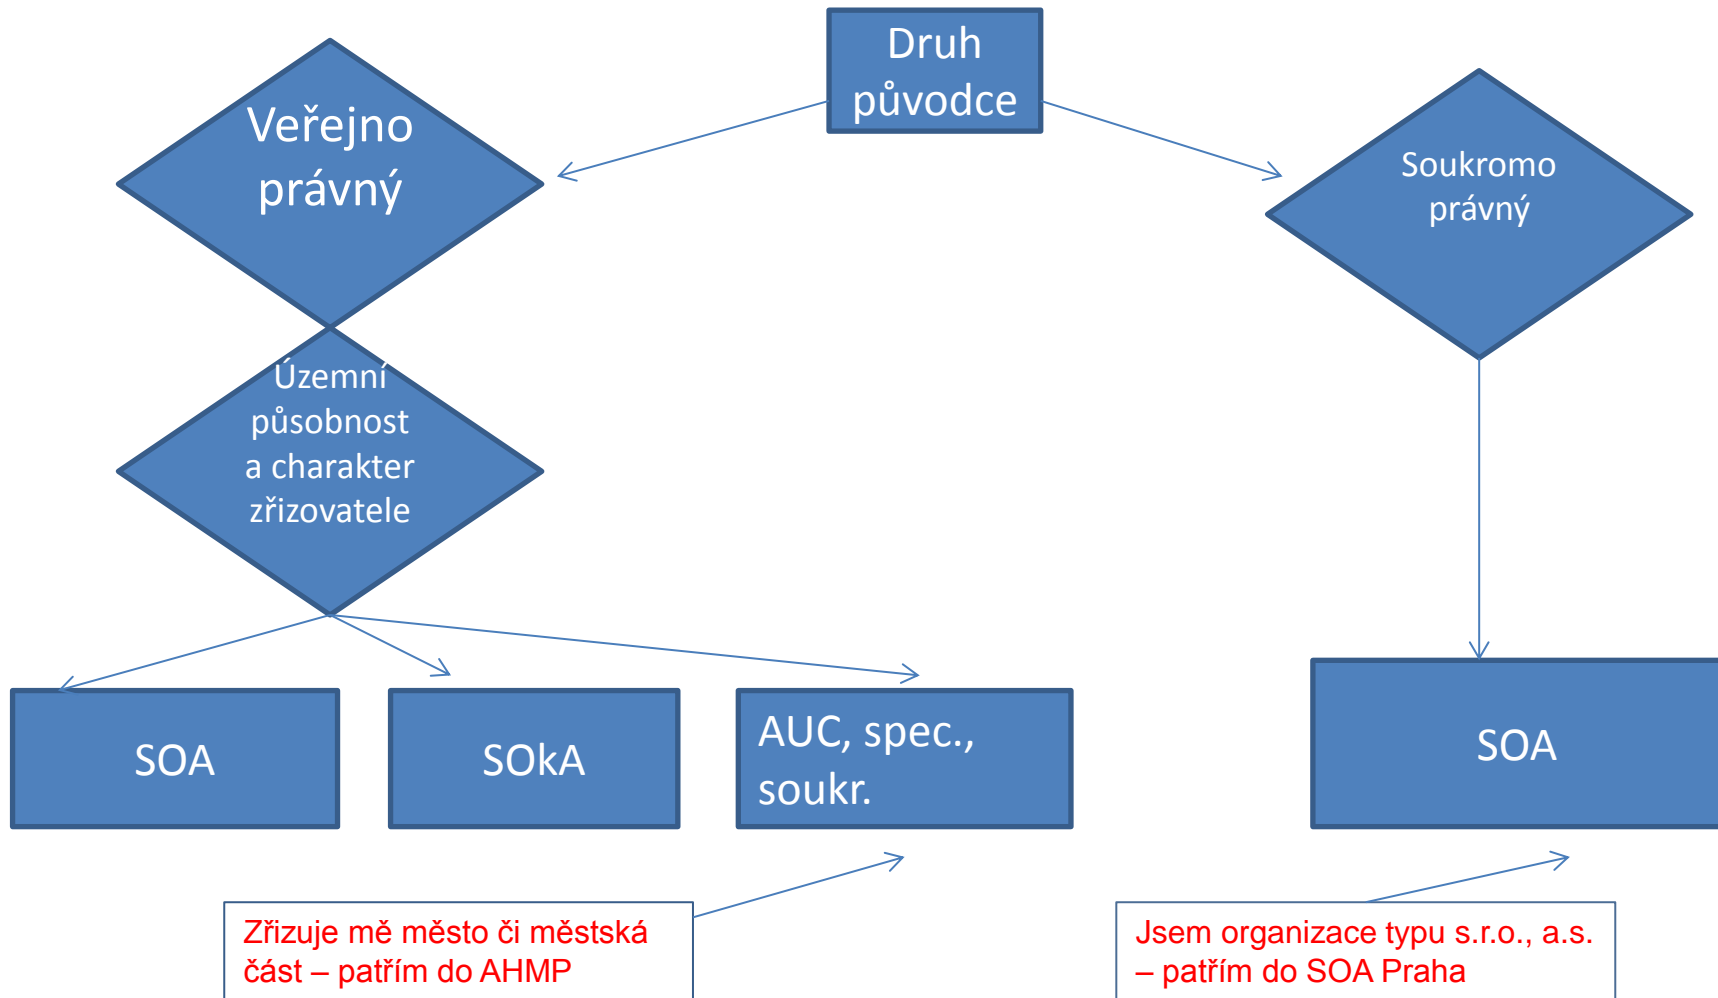 Druh
původce
Veřejno
právný
Soukromo
právný
Územní
působnost
a charakter
zřizovatele
SOA
SOkA
AUC, spec.,
soukr.
SOA
Zřizuje mě město či městská
část – patřím do AHMP
Jsem organizace typu s.r.o., a.s.
– patřím do SOA Praha